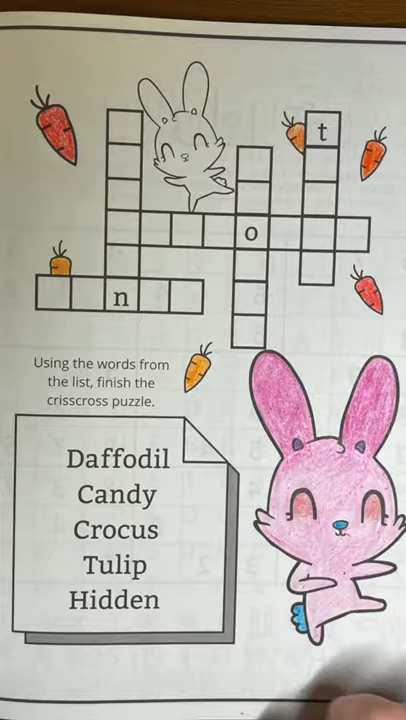 t
o
n
Using the words from
the list, finish the
crisscross puzzle.
Daffodil
Candy
Crocus
Tulip
Hidden